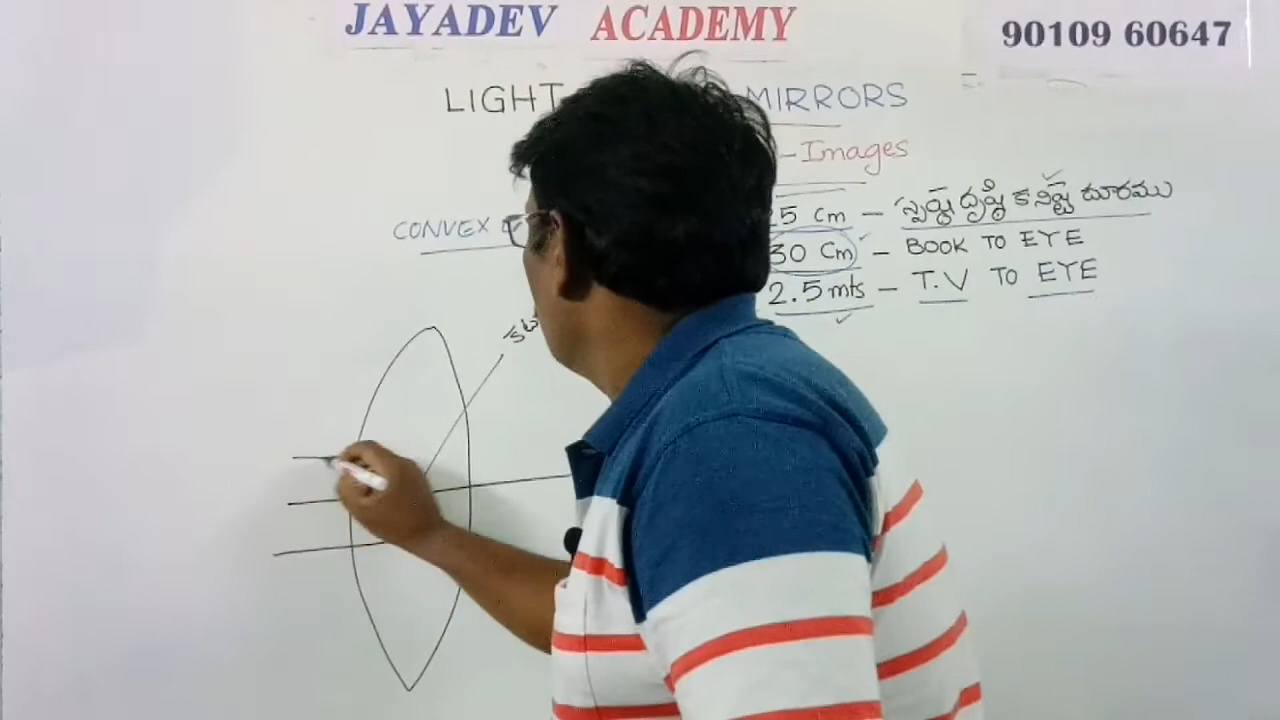 JAYADEV ACADEMY
90109 60647
LIGHT MIRRORS
- Images
CONVEX
5 Cm - స్పష్ట దృష్టి కనిష్ట దూరము
30 Cm - BOOK TO EYE
2.5 mts - T.V TO EYE